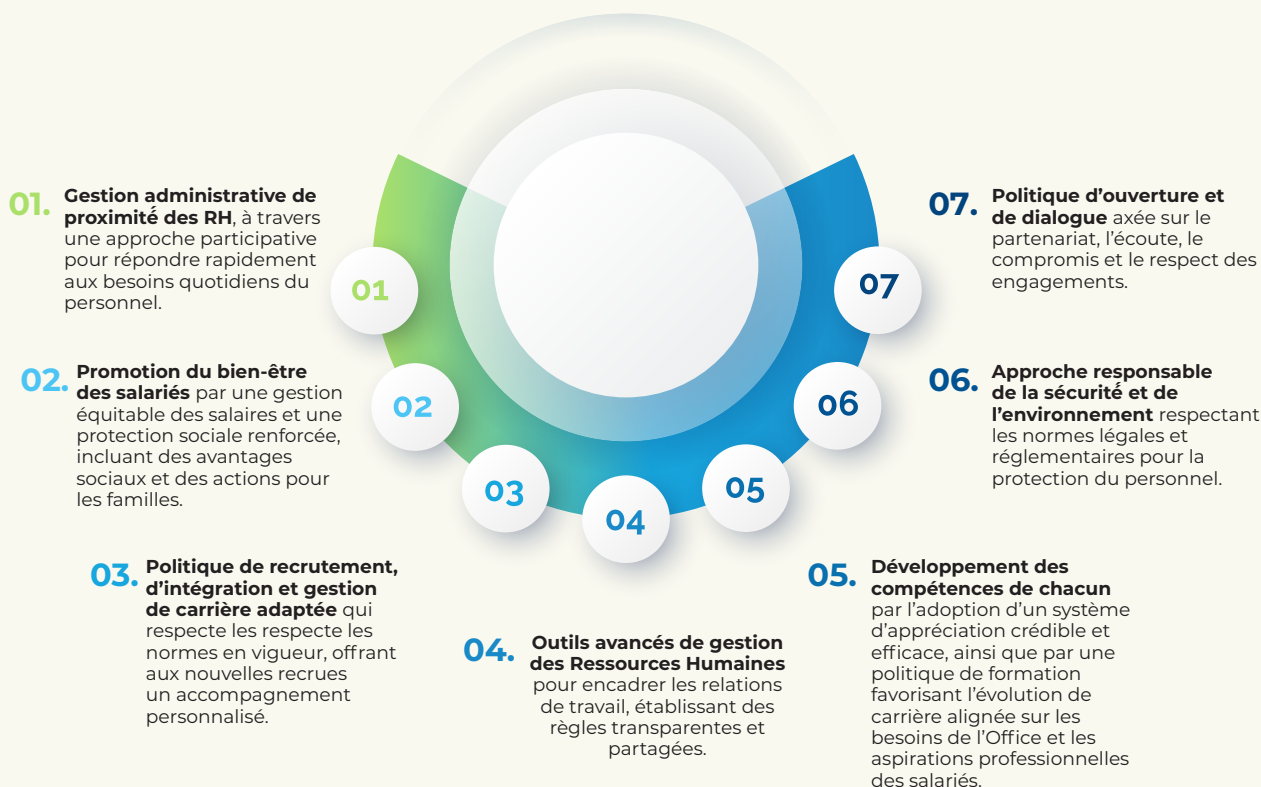 01.
Gestion administrative de
proximité des RH, à travers
une approche participative
pour répondre rapidement
aux besoins quotidiens du
personnel.
02.
Promotion du bien-être
des salariés par une gestion
équitable des salaires et une
protection sociale renforcée,
incluant des avantages
sociaux et des actions pour
les familles.
03.
Politique de recrutement,
d’intégration et gestion
de carrière adaptée qui
respecte les respecte les
normes en vigueur, offrant
aux nouvelles recrues
un accompagnement
personnalisé.
04.
Outils avancés de gestion
des Ressources Humaines
pour encadrer les relations
de travail, établissant des
règles transparentes et
partagées.
05.
Développement des
compétences de chacun
par l’adoption d’un système
d’appréciation crédible et
efficace, ainsi que par une
politique de formation
favorisant l’évolution de
carrière alignée sur les
besoins de l’Office et les
aspirations professionnelles
des salariés.
06.
Approche responsable
de la sécurité et de
l’environnement respectant
les normes légales et
réglementaires pour la
protection du personnel.
07.
Politique d’ouverture et
de dialogue axée sur le
partenariat, l’écoute, le
compromis et le respect des
engagements.
01
02
03
04
05
06
07